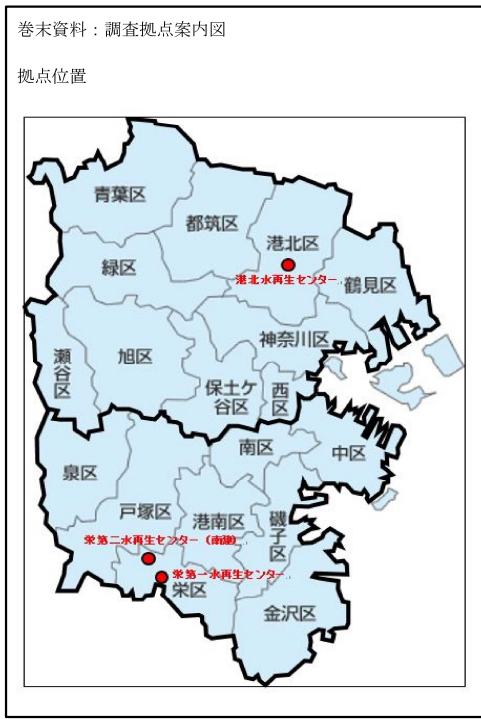 巻末資料：調査拠点案内図
拠点位置
青葉区
都筑区
港北区
港北水再生センター
緑区
鶴見区
神奈川区
瀬谷区
旭区
保土ケ谷区
西区
南区
中区
泉区
戸塚区
港南区
磯子区
栄第二水再生センター
栄第一水再生センター
栄区
金沢区